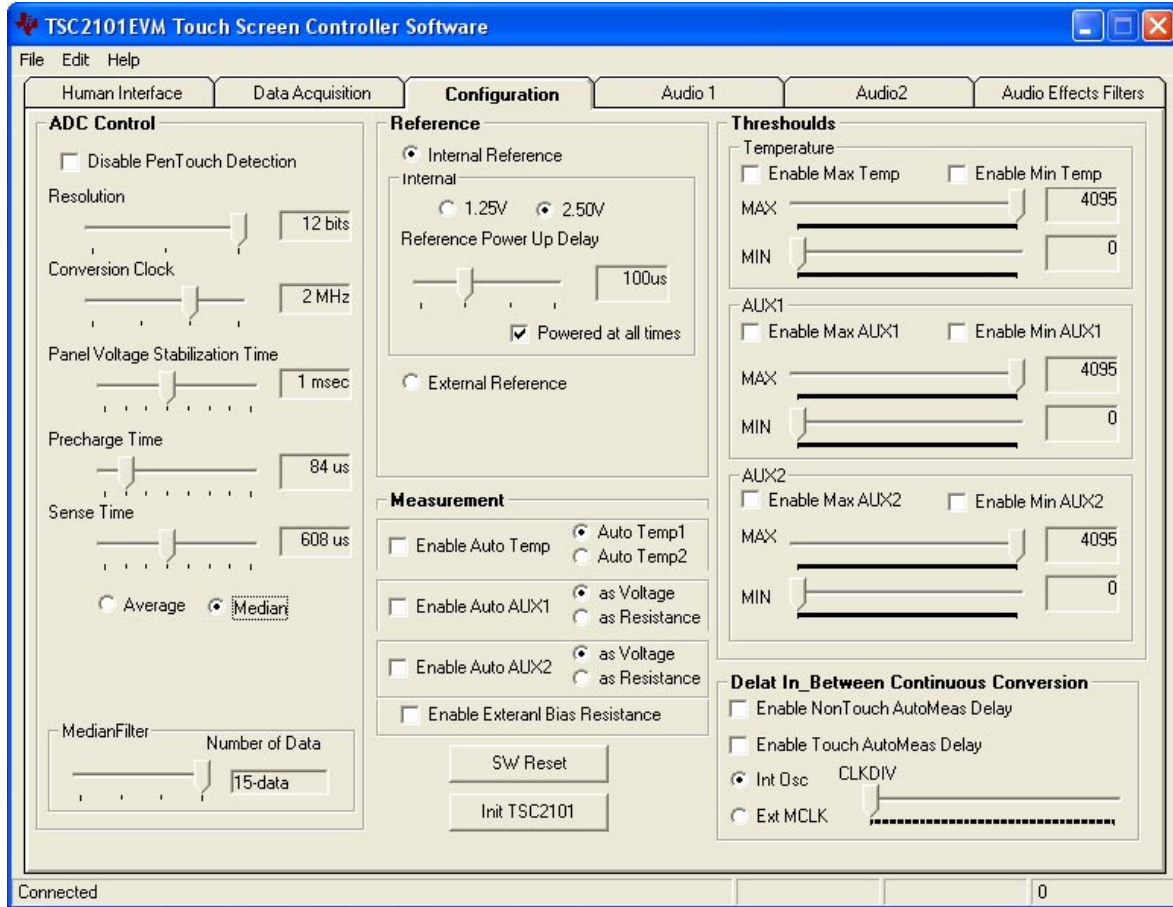 TSC2101EVM Touch Screen Controller Software
File Edit Help
Human Interface
Data Acquisition
Configuration
Audio 1
Audio2
Audio Effects Filters
ADC Control
Disable PenTouch Detection
Resolution
12 bits
Conversion Clock
2 MHz
Panel Voltage Stabilization Time
1 msec
Precharge Time
84 us
Sense Time
608 us
Average
Median
MedianFilter
Number of Data
15-data
Reference
Internal Reference
Internal
1.25V
2.50V
Reference Power Up Delay
100us
Powered at all times
External Reference
Measurement
Enable Auto Temp
Auto Temp1
Auto Temp2
Enable Auto AUX1
as Voltage
as Resistance
Enable Auto AUX2
as Voltage
as Resistance
Enable Exteranl Bias Resistance
SW Reset
Init TSC2101
Threshoulds
Temperature
Enable Max Temp
Enable Min Temp
MAX
4095
MIN
0
AUX1
Enable Max AUX1
Enable Min AUX1
MAX
4095
MIN
0
AUX2
Enable Max AUX2
Enable Min AUX2
MAX
4095
MIN
0
Delat In_Between Continuous Conversion
Enable NonTouch AutoMeas Delay
Enable Touch AutoMeas Delay
Int Osc
CLKDIV
Ext MCLK
Connected
0